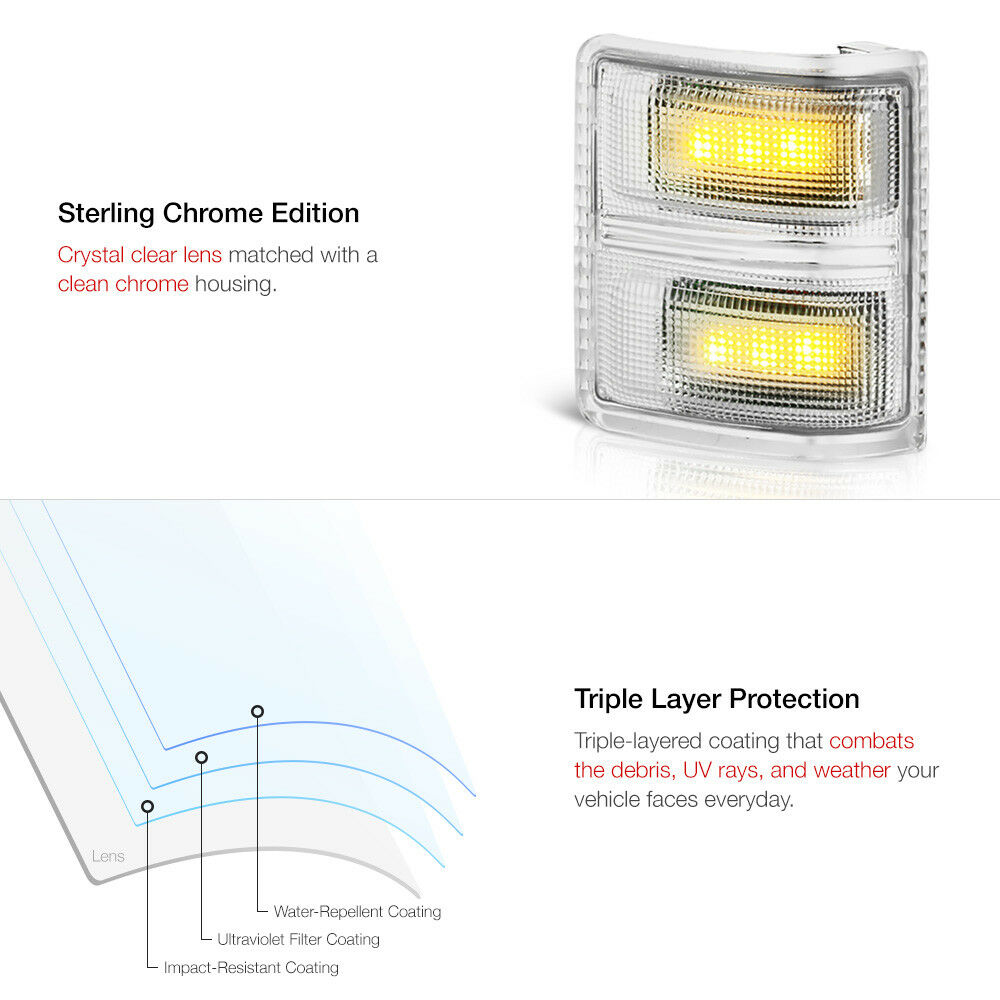 Sterling Chrome Edition
Crystal clear lens matched with a
clean chrome housing.
Triple Layer Protection
Triple-layered coating that combats
the debris, UV rays, and weather your
vehicle faces everyday.
Lens
Water-Repellent Coating
Ultraviolet Filter Coating
Impact-Resistant Coating